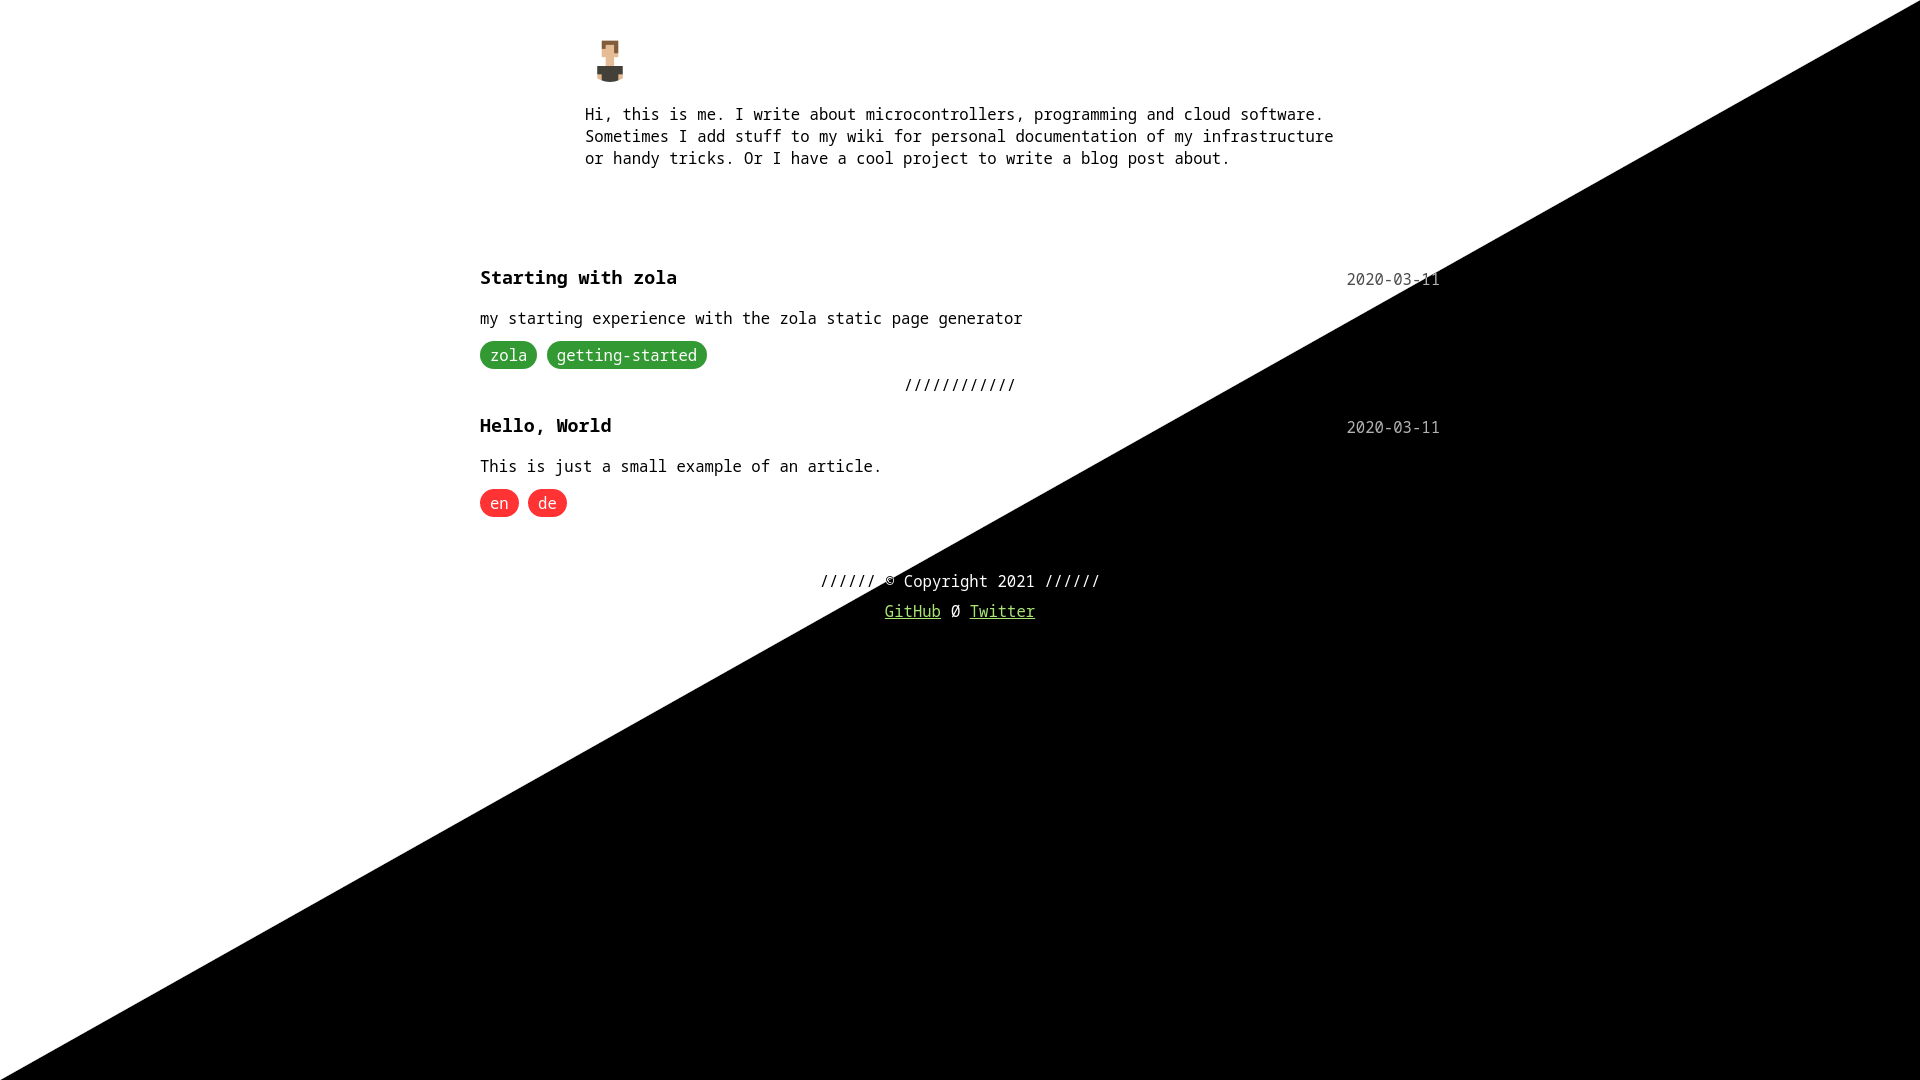 Hi, this is me. I write about microcontrollers, programming and cloud software.
Sometimes I add stuff to my wiki for personal documentation of my infrastructure
or handy tricks. Or I have a cool project to write a blog post about.
Starting with zola 2020-03-11
my starting experience with the zola static page generator
zola getting-started
////////////
Hello, World 2020-03-11
This is just a small example of an article.
en de
////// © Copyright 2021 //////
GitHub Ø Twitter